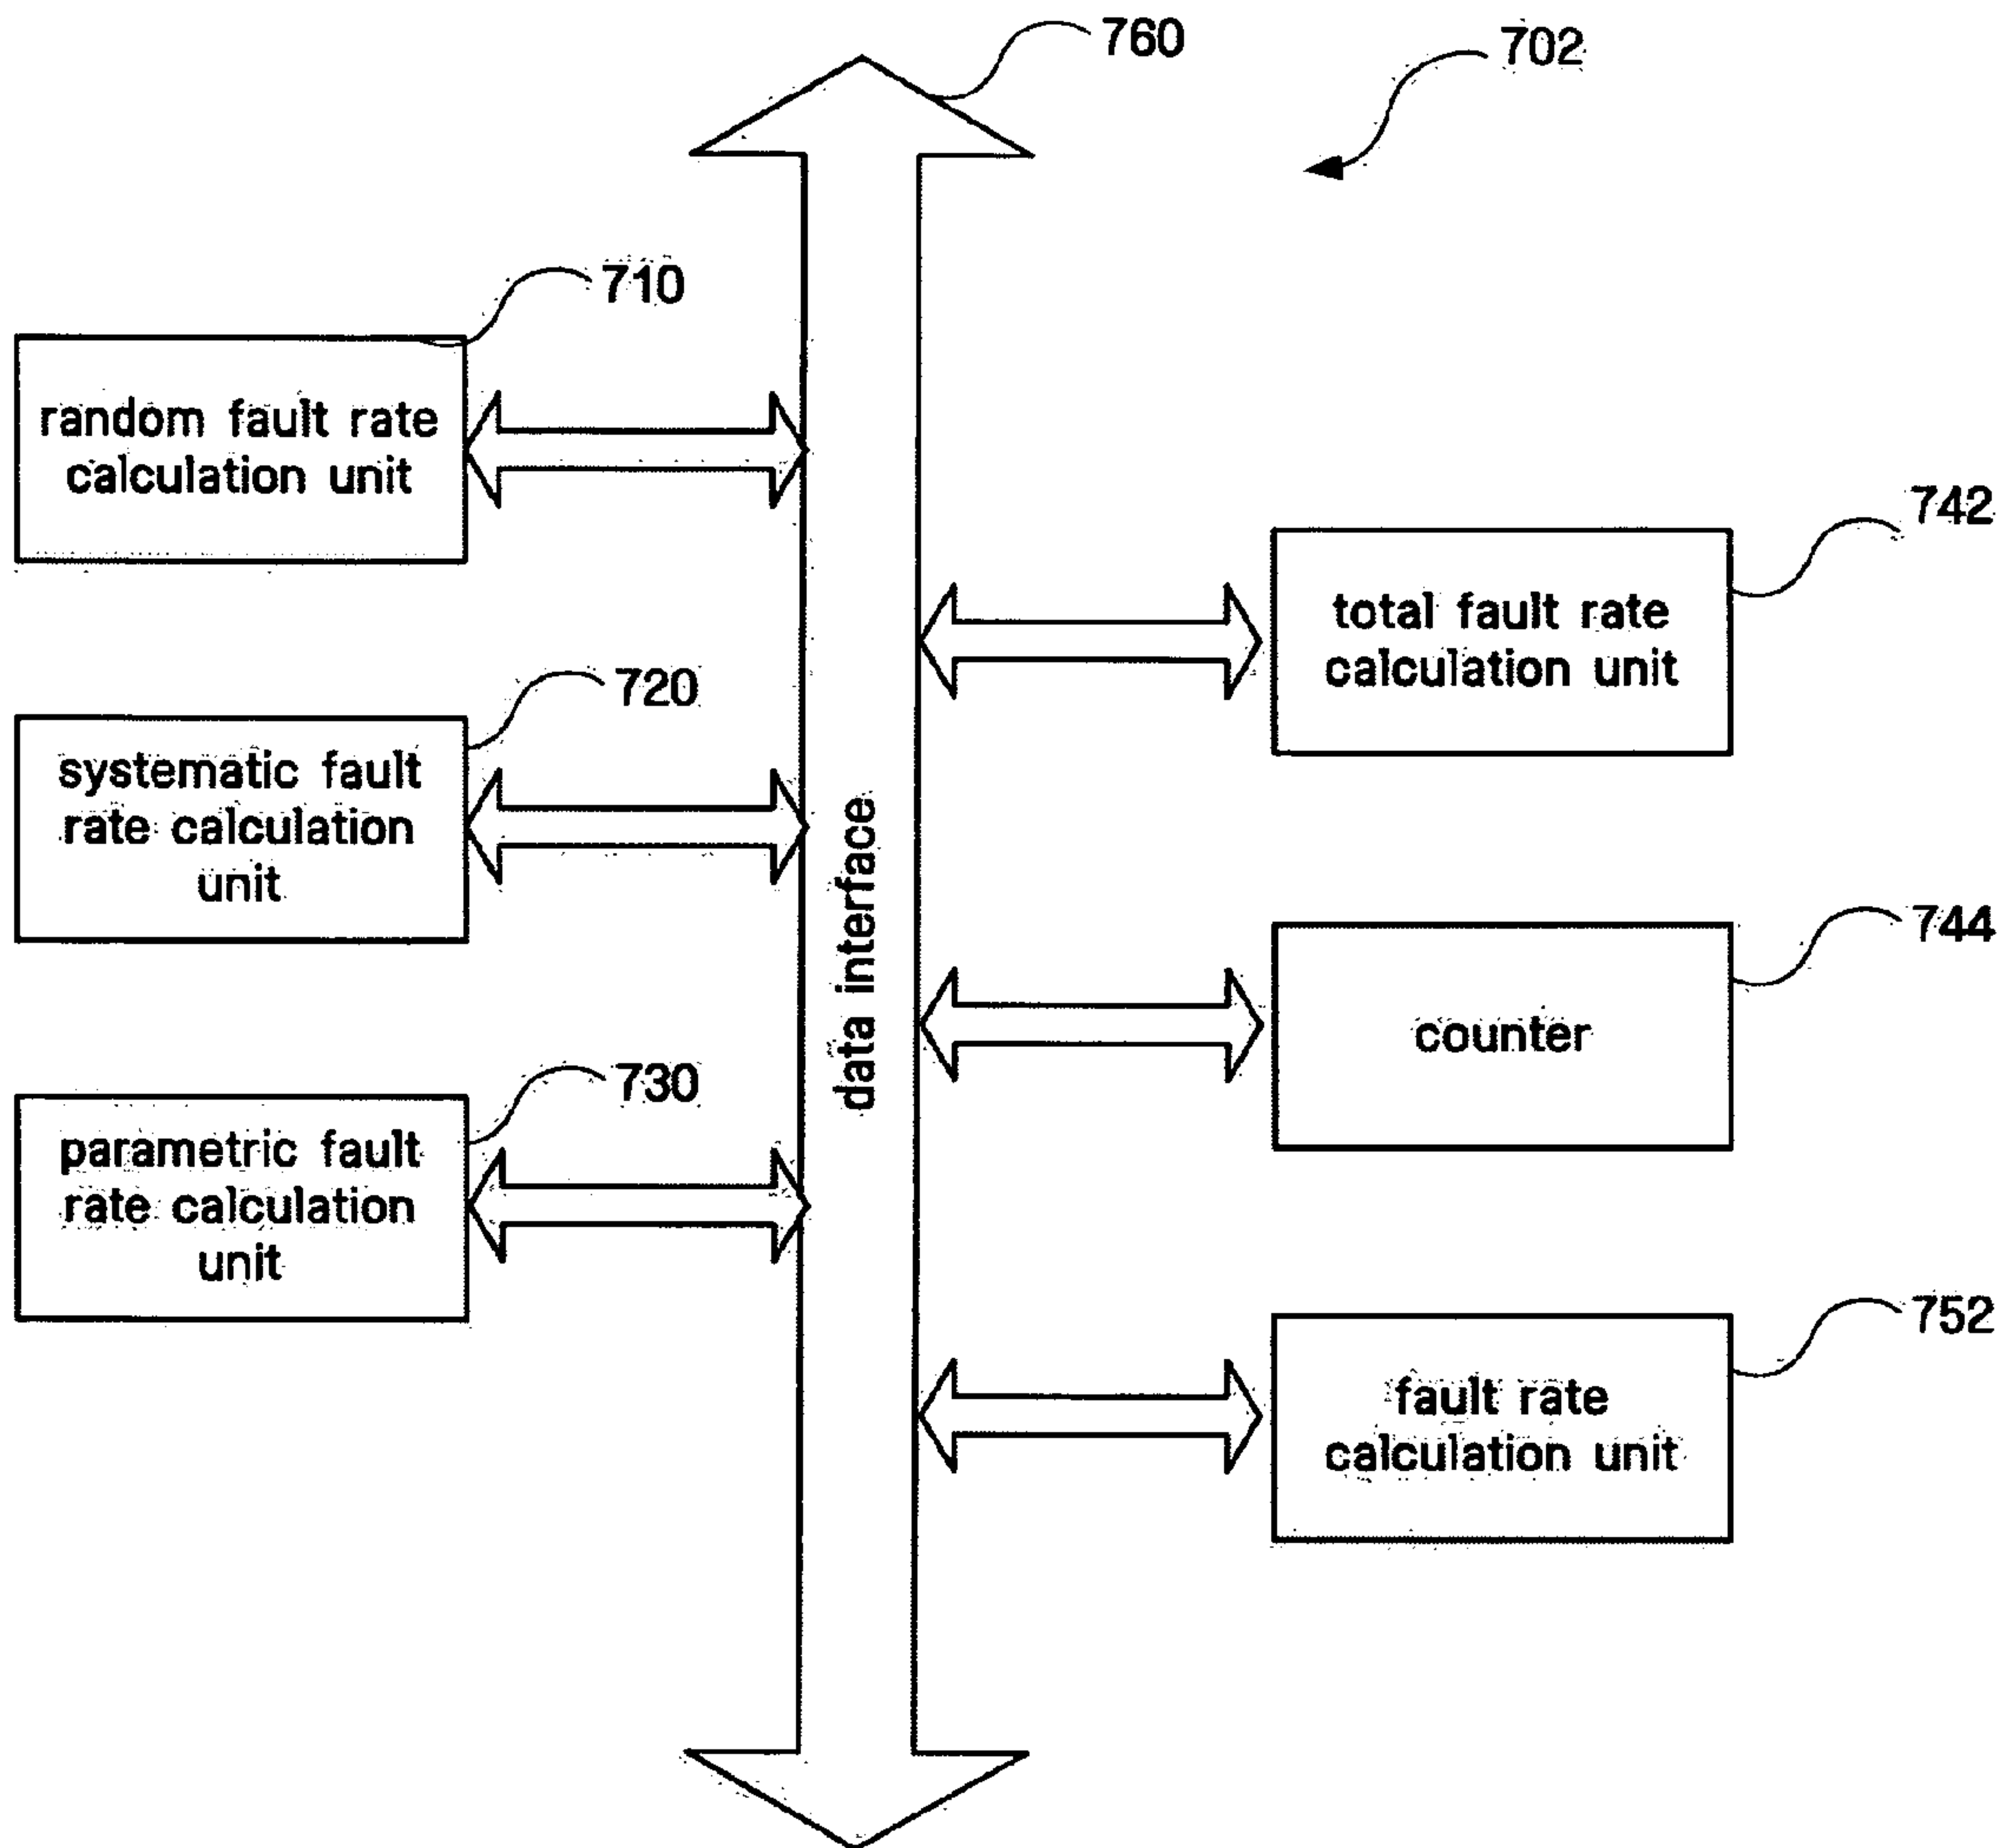 760
702
710
random fault rate
calculation unit
742
total fault rate
calculation unit
720
systematic fault
rate calculation
unit
data interface
744
counter
730
parametric fault
rate calculation
unit
752
fault rate
calculation unit